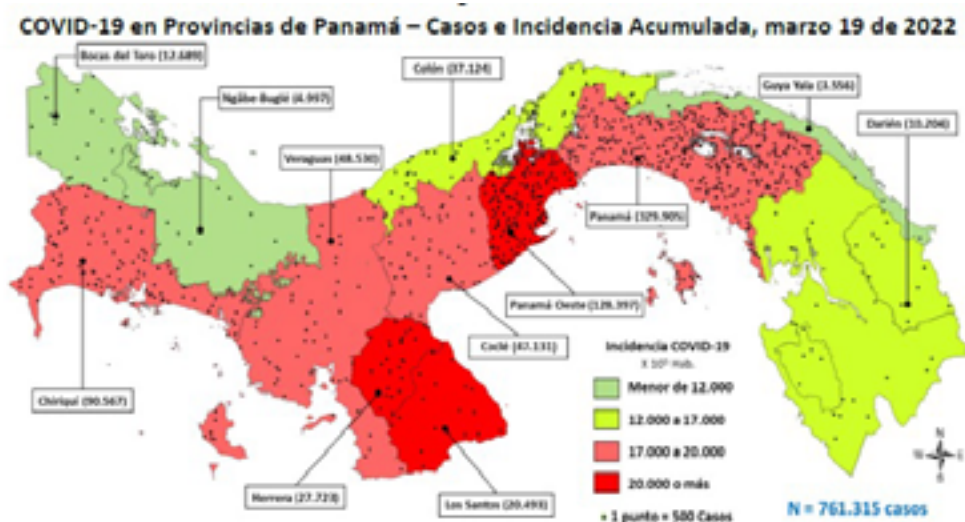 COVID-19 en Provincias de Panamá – Casos e Incidencia Acumulada, marzo 19 de 2022
Bocas del Toro (12.689)
Colón (37.124)
Guya Yala (3.556)
Ngäbe-Buglé (4.997)
Darién (10.204)
Veraguas (48.530)
Panamá (329.905)
Panamá Oeste (128.397)
Coclé (47.131)
Chiriquí (90.567)
Herrera (27.723)
Los Santos (20.493)
Incidencia COVID-19
X 10⁵ Hab.
Menor de 12.000
12.000 a 17.000
17.000 a 20.000
20.000 o más
1 punto = 500 Casos
N
W E
S
N = 761.315 casos